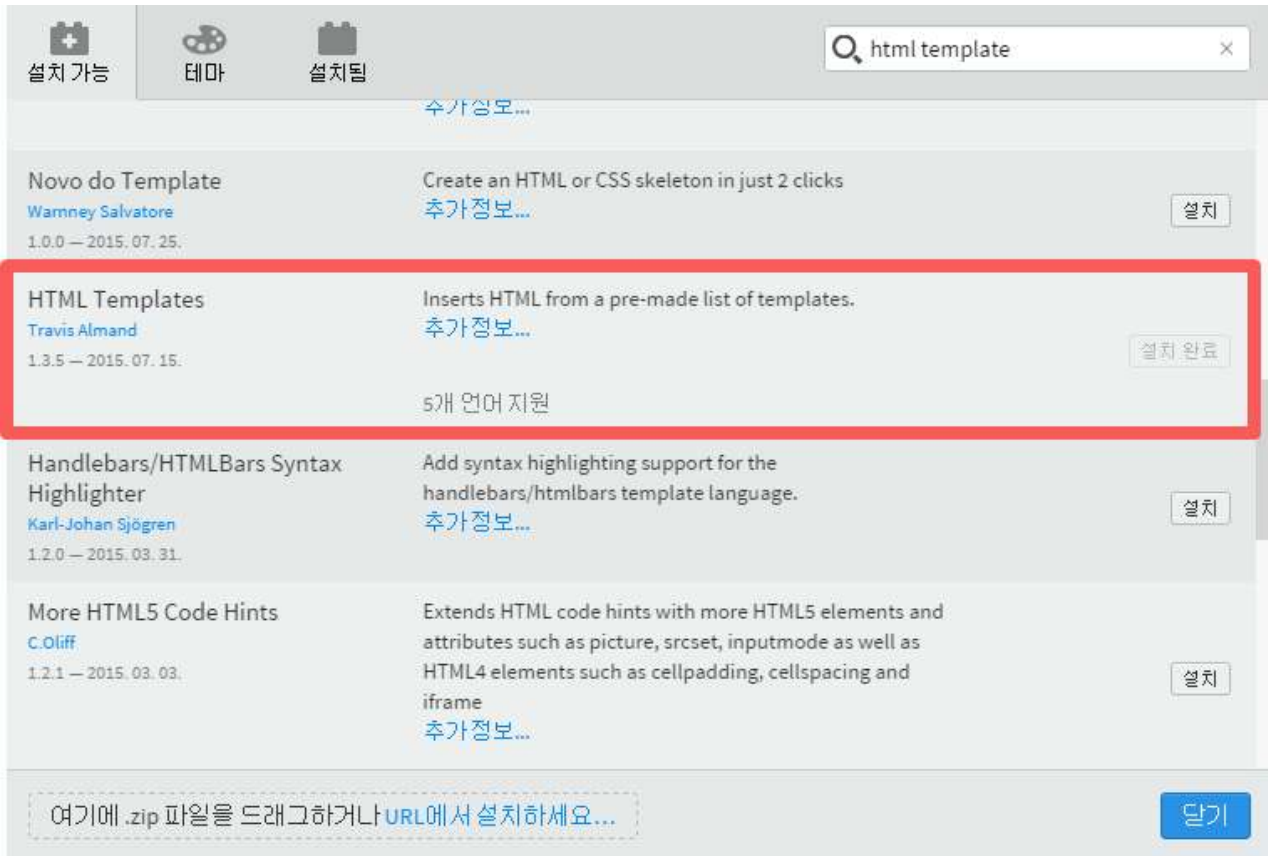 설치 가능
테마
설치됨
html template
추가정보...
Novo do Template
Create an HTML or CSS skeleton in just 2 clicks
Wamney Salvatore
추가정보...
설치
1.0.0 — 2015. 07. 25.
HTML Templates
Inserts HTML from a pre-made list of templates.
Travis Almand
추가정보...
1.3.5 — 2015. 07. 15.
설치 완료
5개 언어 지원
Handlebars/HTMLBars Syntax
Highlighter
Add syntax highlighting support for the
handlebars/htmlbars template language.
Karl-Johan Sjögren
추가정보...
설치
1.2.0 — 2015. 03. 31.
More HTML5 Code Hints
Extends HTML code hints with more HTML5 elements and
C.Oliff
attributes such as picture, srcset, inputmode as well as
1.2.1 — 2015. 03. 03.
HTML4 elements such as cellpadding, cellspacing and
iframe
설치
추가정보...
여기에 .zip 파일을 드래그하거나 URL에서 설치하세요...
닫기